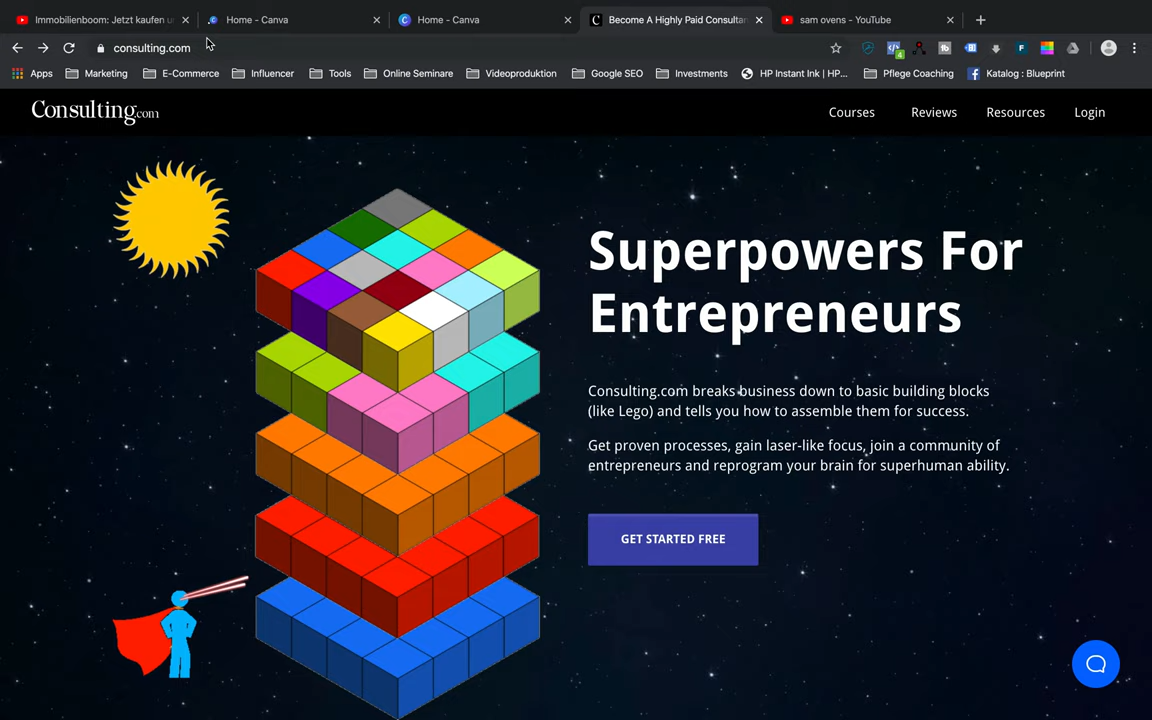 Immobilienboom: Jetzt kaufen un
Home - Canva
Home - Canva
Become A Highly Paid Consultan
sam ovens - YouTube
consulting.com
4
Apps
Marketing
E-Commerce
Influencer
Tools
Online Seminare
Videoproduktion
Google SEO
Investments
HP Instant Ink | HP...
Pflege Coaching
Katalog : Blueprint
Consulting.com
Courses
Reviews
Resources
Login
Superpowers For
Entrepreneurs
Consulting.com breaks business down to basic building blocks
(like Lego) and tells you how to assemble them for success.
Get proven processes, gain laser-like focus, join a community of
entrepreneurs and reprogram your brain for superhuman ability.
GET STARTED FREE